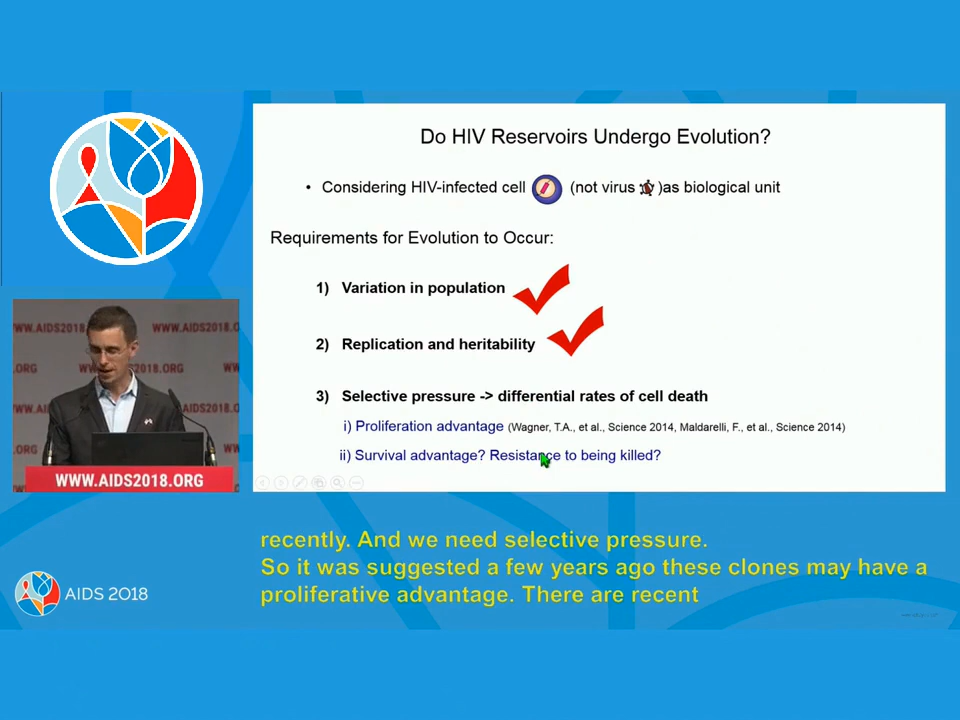 Do HIV Reservoirs Undergo Evolution?
• Considering HIV-infected cell (not virus )as biological unit
Requirements for Evolution to Occur:
1) Variation in population
2) Replication and heritability
3) Selective pressure -> differential rates of cell death
i) Proliferation advantage (Wagner, T.A., et al., Science 2014, Maldarelli, F., et al., Science 2014)
ii) Survival advantage? Resistance to being killed?
WWW.AIDS2018.O
WWW.AIDS2018.O
.ORG
WWW.AIDS2018.ORG
recently. And we need selective pressure.
So it was suggested a few years ago these clones may have a
proliferative advantage. There are recent
AIDS 2018